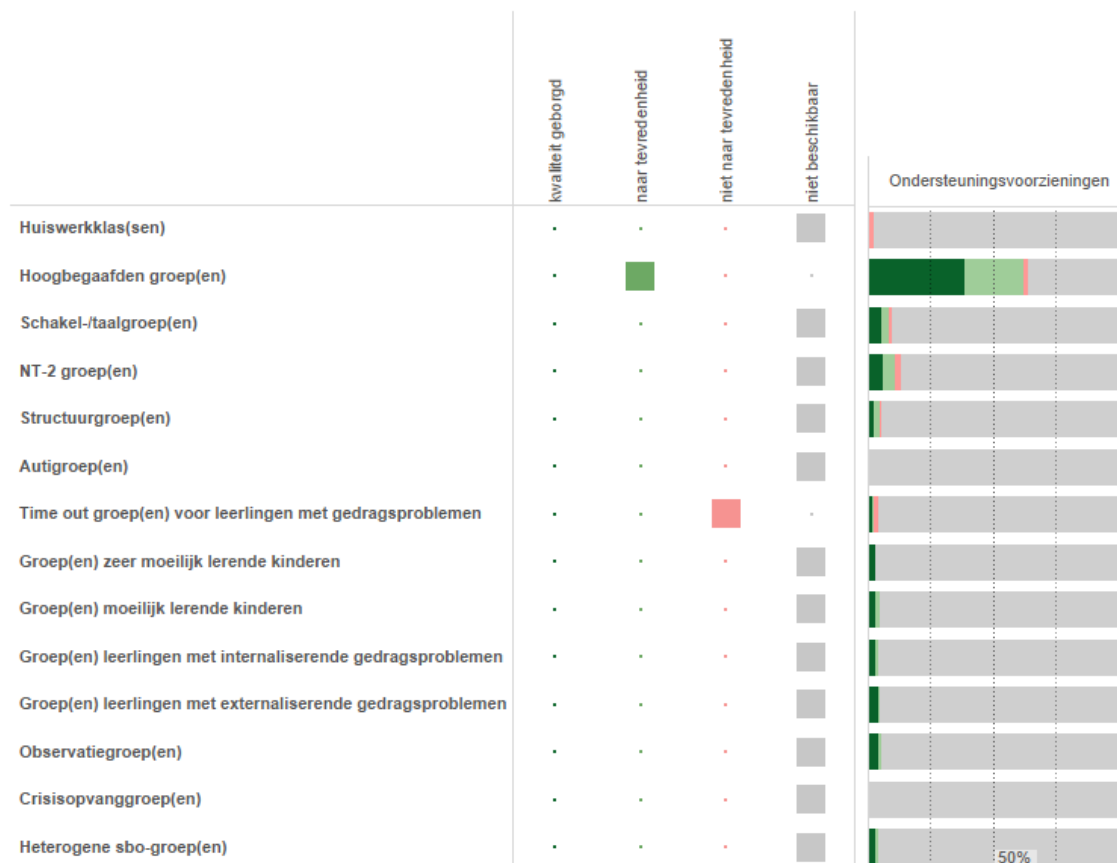 kwaliteit geborgd
naar tevredenheid
niet naar tevredenheid
niet beschikbaar
Ondersteuningsvoorzieningen
Huiswerkklas(sen)
Hoogbegaafden groep(en)
Schakel-/taalgroep(en)
NT-2 groep(en)
Structuurgroep(en)
Autigroep(en)
Time out groep(en) voor leerlingen met gedragsproblemen
Groep(en) zeer moeilijk lerende kinderen
Groep(en) moeilijk lerende kinderen
Groep(en) leerlingen met internaliserende gedragsproblemen
Groep(en) leerlingen met externaliserende gedragsproblemen
Observatiegroep(en)
Crisisopvanggroep(en)
Heterogene sbo-groep(en)
50%